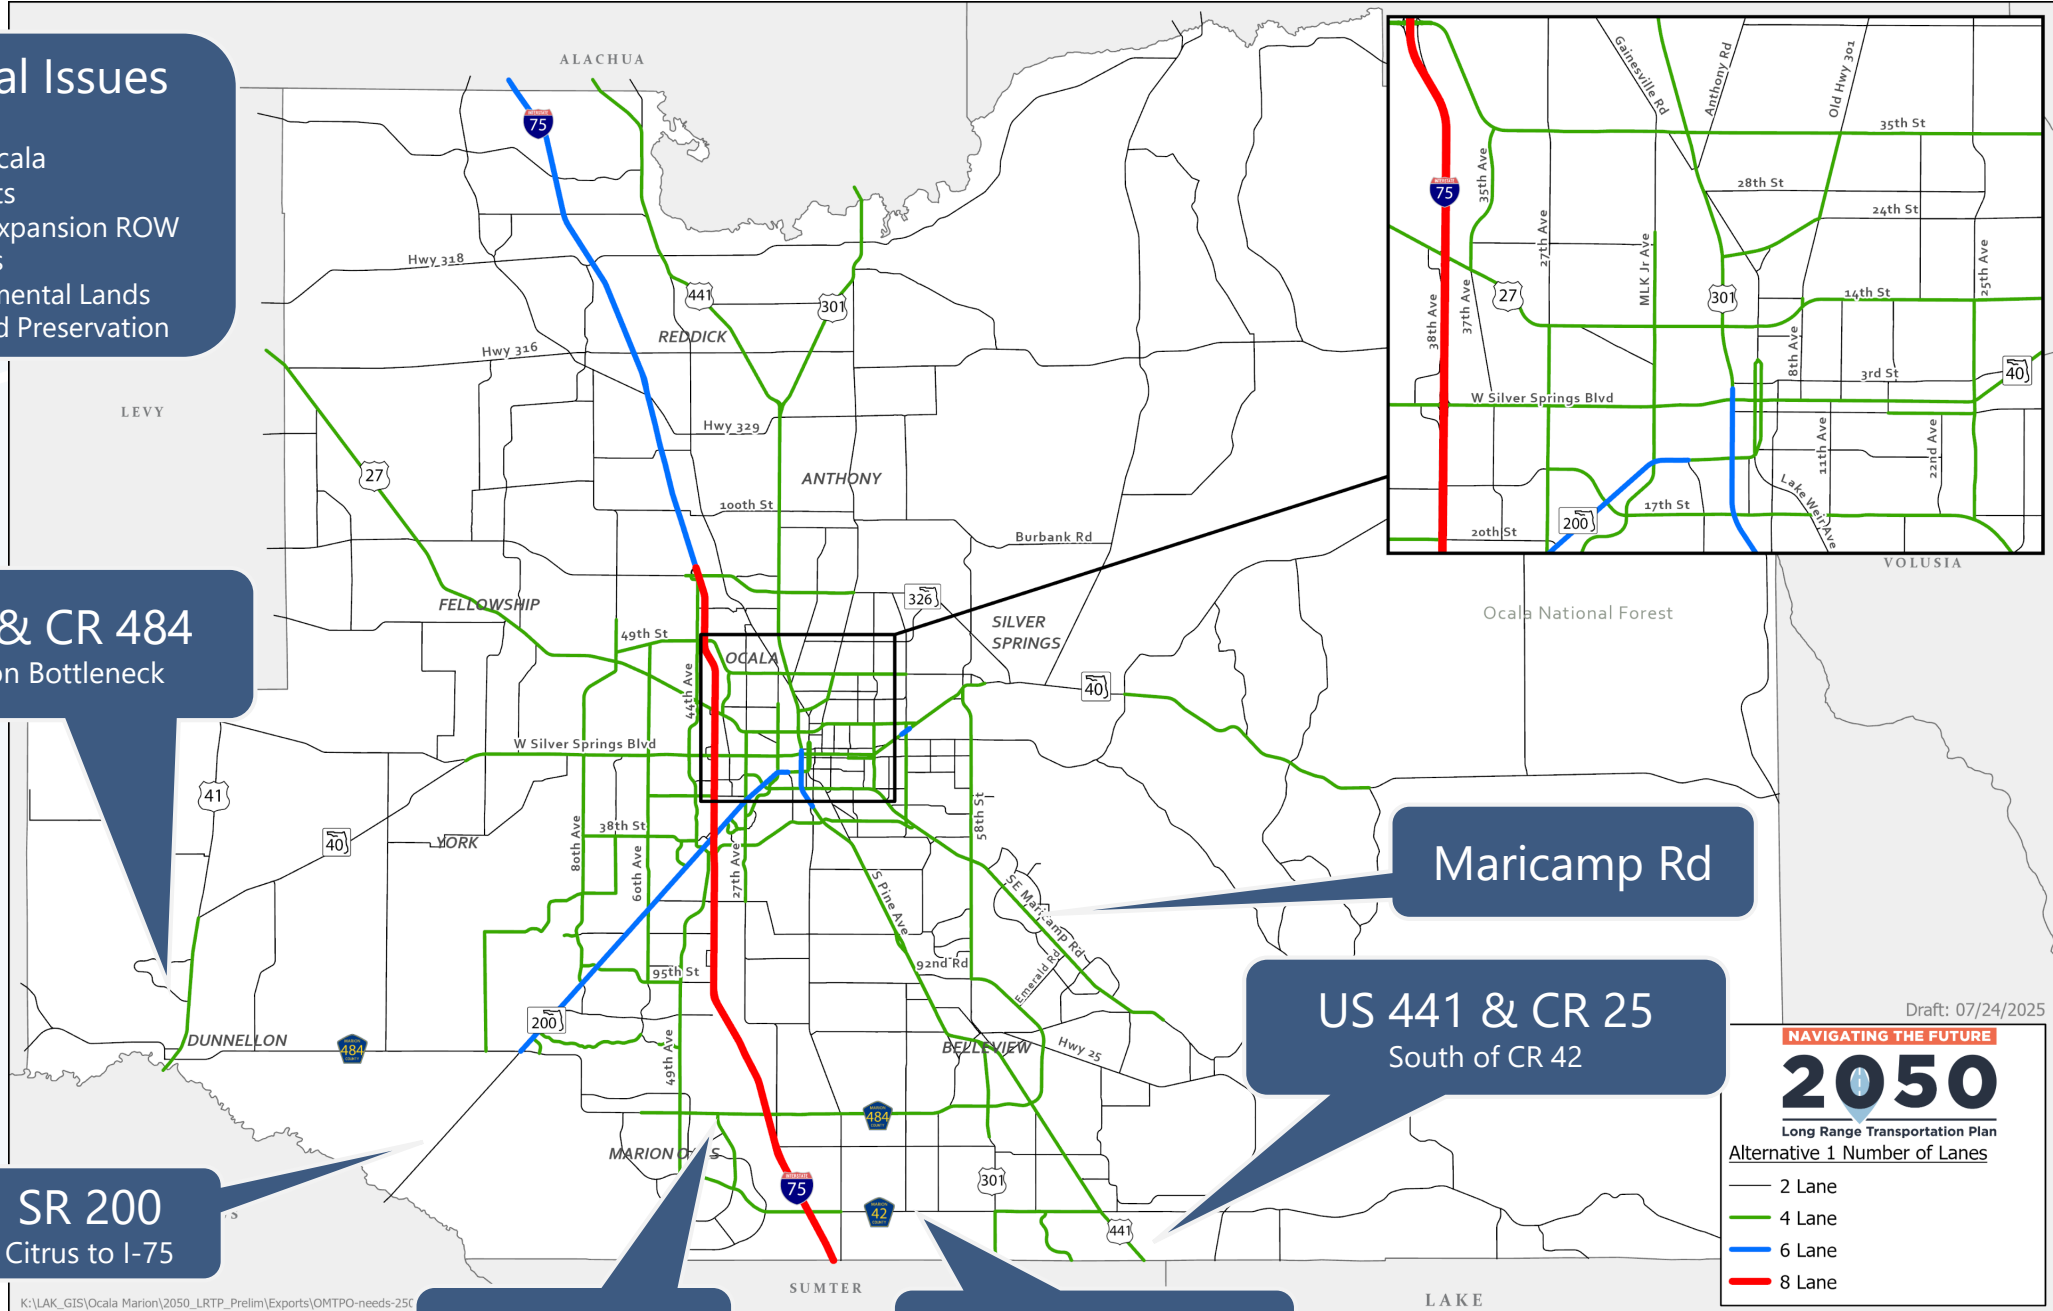 al Issues
cala
ts
xpansion ROW
s
mental Lands
d Preservation
ALACHUA
75
Hwy 318
441
301
REDDICK
Hwy 316
LEVY
Hwy 329
27
ANTHONY
100th St
Burbank Rd
FELLOWSHIP
326
SILVER
SPRINGS
49th St
OCALA
44th Ave
40
W Silver Springs Blvd
41
40
YORK
80th Ave
38th St
60th Ave
27th Ave
58th St
S Pine Ave
SE Maricamp Rd
Emerald Rd
92nd Rd
95th St
200
DUNNELLON
484
49th Ave
BELLEVIEW
Hwy 25
MARION
COUNTY
484
MARION O
S
75
42
301
441
SUMTER
LAKE
VOLUSIA
Ocala National Forest
Gainesville Rd
Anthony Rd
Old Hwy 301
35th St
75
35th Ave
28th St
24th St
27th Ave
MLK Jr Ave
25th Ave
27
301
14th St
38th Ave
37th Ave
8th Ave
3rd St
40
W Silver Springs Blvd
11th Ave
22nd Ave
Lake Weir Ave
17th St
200
20th St
& CR 484
on Bottleneck
Maricamp Rd
US 441 & CR 25
South of CR 42
SR 200
Citrus to I-75
Draft: 07/24/2025
NAVIGATING THE FUTURE
2050
Long Range Transportation Plan
Alternative 1 Number of Lanes
2 Lane
4 Lane
6 Lane
8 Lane
K:\LAK_GIS\Ocala Marion\2050_LRTP_Prelim\Exports\OMTPO-needs-250